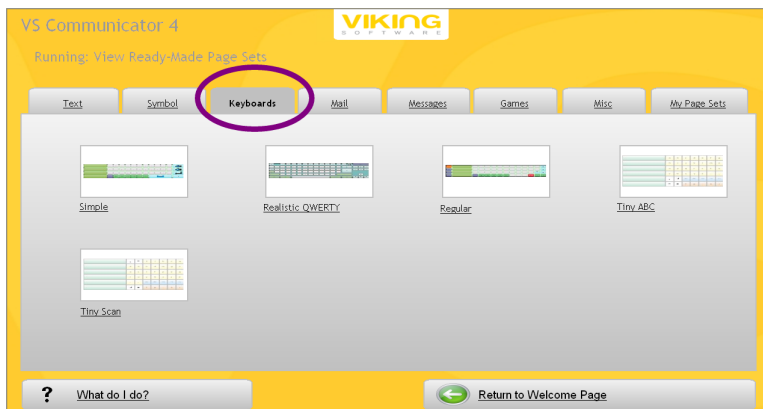 VS Communicator 4
VIKING
SOFTWARE
Running: View Ready-Made Page Sets
Text Symbol Keyboards Mail Messages Games Misc My Page Sets
Simple Realistic QWERTY Regular Tiny ABC
Tiny Scan
? What do I do? Return to Welcome Page